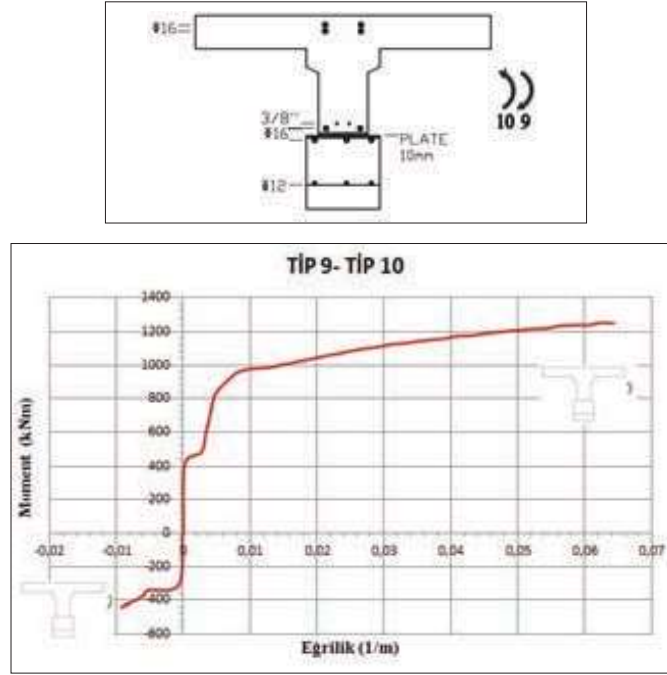 Φ16
3/8"
Φ16
PLATE
10mm
Φ12
10 9
TİP 9- TİP 10
Moment (kNm)
1400
1200
1000
800
600
400
200
0
-200
-400
-600
-0,02 -0,01 0 0,01 0,02 0,03 0,04 0,05 0,06 0,07
Eğrilik (1/m)